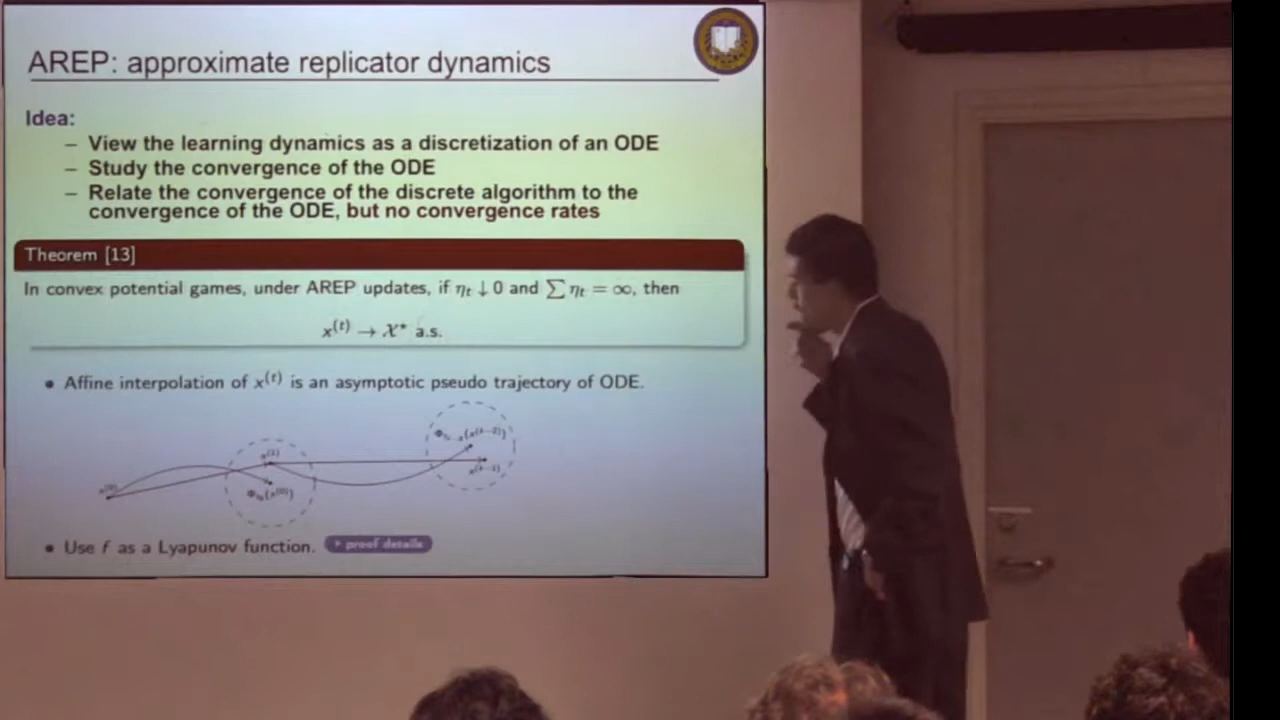 AREP: approximate replicator dynamics
Idea:
– View the learning dynamics as a discretization of an ODE
– Study the convergence of the ODE
– Relate the convergence of the discrete algorithm to the
convergence of the ODE, but no convergence rates
Theorem [13]
In convex potential games, under AREP updates, if ηₜ ↓ 0 and ∑ ηₜ = ∞, then
x⁽ᵗ⁾ → 𝒳* a.s.
• Affine interpolation of x⁽ᵗ⁾ is an asymptotic pseudo trajectory of ODE.
• Use f as a Lyapunov function. ▸ proof details